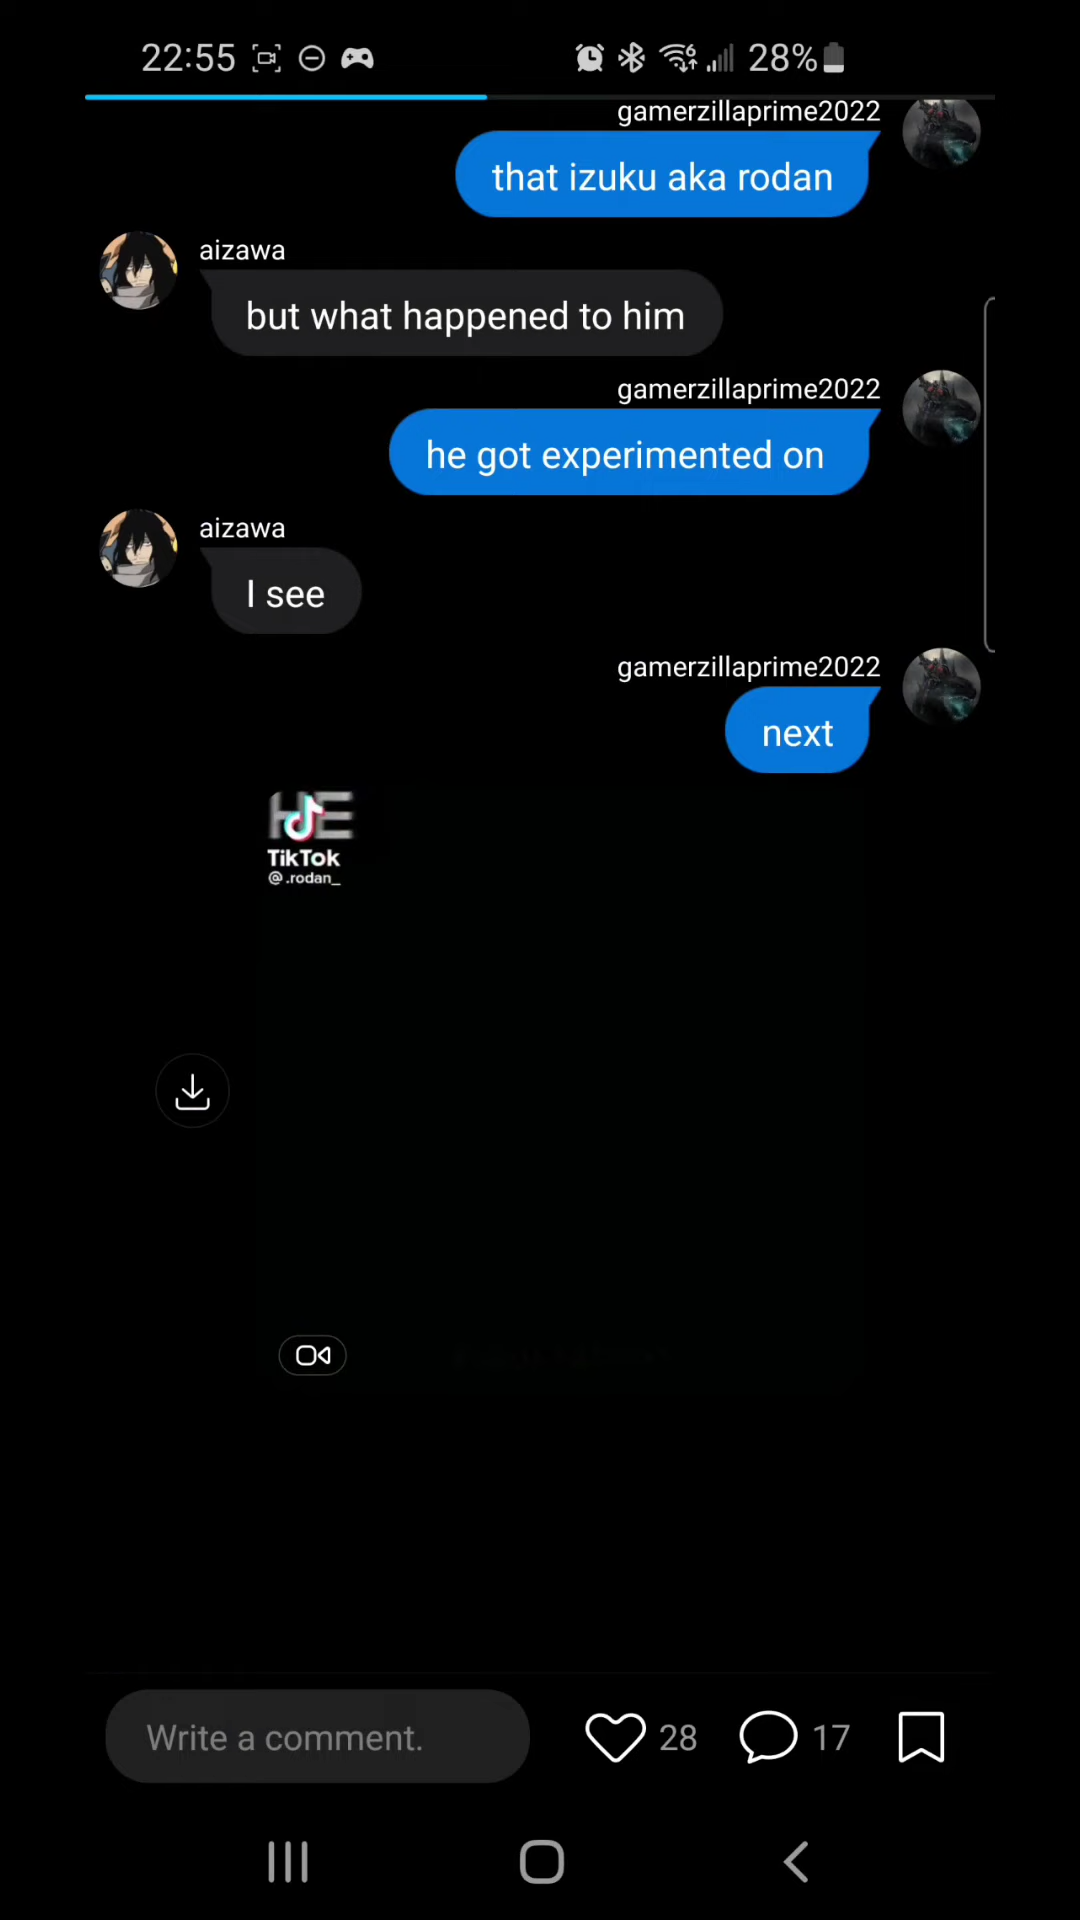 22:55
28%
gamerzillaprime2022
that izuku aka rodan
aizawa
but what happened to him
gamerzillaprime2022
he got experimented on
aizawa
I see
gamerzillaprime2022
next
HE
TikTok
@.rodan_
Write a comment.
28
17